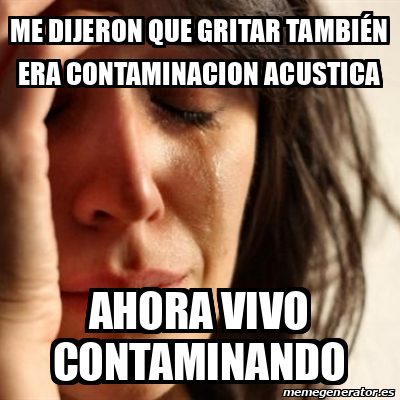 ME DIJERON QUE GRITAR TAMBIÉN
ERA CONTAMINACION ACUSTICA
AHORA VIVO
CONTAMINANDO
memegenerator.es